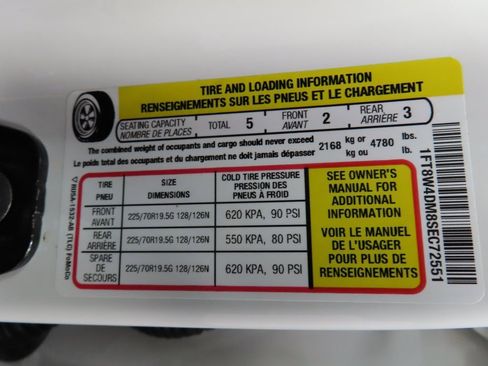 TIRE AND LOADING INFORMATION
RENSEIGNEMENTS SUR LES PNEUS ET LE CHARGEMENT
SEATING CAPACITY
NOMBRE DE PLACES
TOTAL 5
FRONT
AVANT 2
REAR
ARRIÈRE 3
The combined weight of occupants and cargo should never exceed
Le poids total des occupants et du chargement ne doit jamais dépasser
2168 kg or
kg ou
4780 lbs.
lb.
TIRE
PNEU
SIZE
DIMENSIONS
COLD TIRE PRESSURE
PRESSION DES
PNEUS À FROID
FRONT
AVANT
225/70R19.5G 128/126N
620 KPA, 90 PSI
REAR
ARRIÈRE
225/70R19.5G 128/126N
550 KPA, 80 PSI
SPARE
DE
SECOURS
225/70R19.5G 128/126N
620 KPA, 90 PSI
SEE OWNER'S
MANUAL FOR
ADDITIONAL
INFORMATION
VOIR LE MANUEL
DE L'USAGER
POUR PLUS DE
RENSEIGNEMENTS
1FT8W4DM8SEC72551